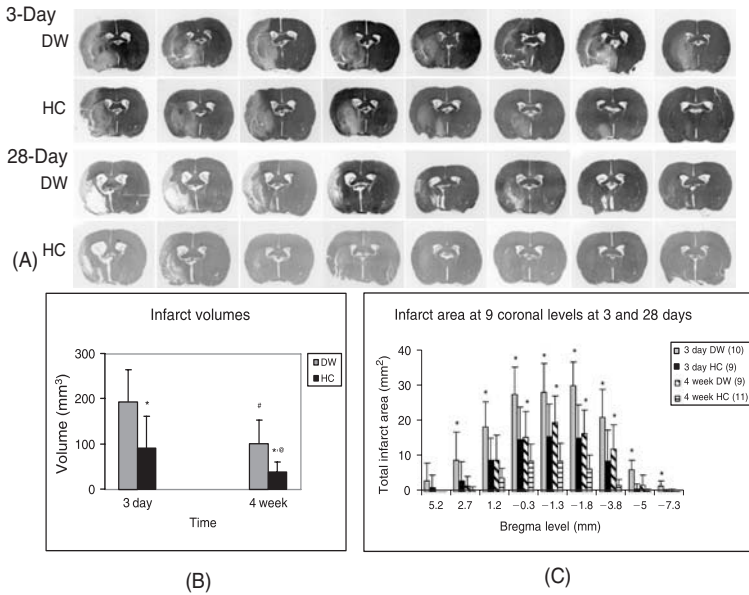 3-Day
DW
HC
28-Day
DW
(A)
HC
Infarct volumes
DW
HC
300
200
100
0
Volume (mm³)
*
#
*,@
3 day
4 week
Time
(B)
Infarct area at 9 coronal levels at 3 and 28 days
3 day DW (10)
3 day HC (9)
4 week DW (9)
4 week HC (11)
40
20
0
Total infarct area (mm²)
* * * * * * * * * * * *
5.2 2.7 1.2 −0.3 −1.3 −1.8 −3.8 −5 −7.3
Bregma level (mm)
(C)